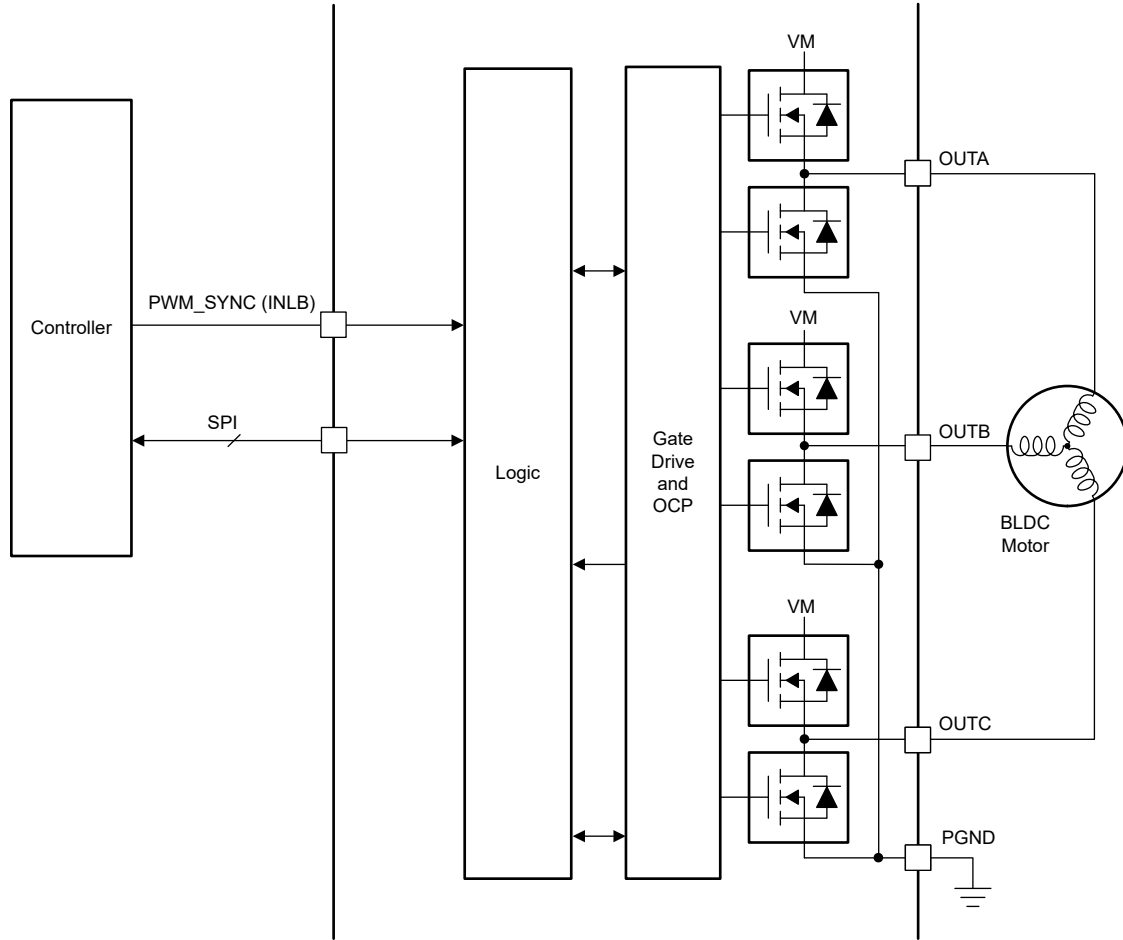 VM
OUTA
PWM_SYNC (INLB)
Controller
VM
SPI
OUTB
Logic
Gate
Drive
and
OCP
BLDC
Motor
VM
OUTC
PGND